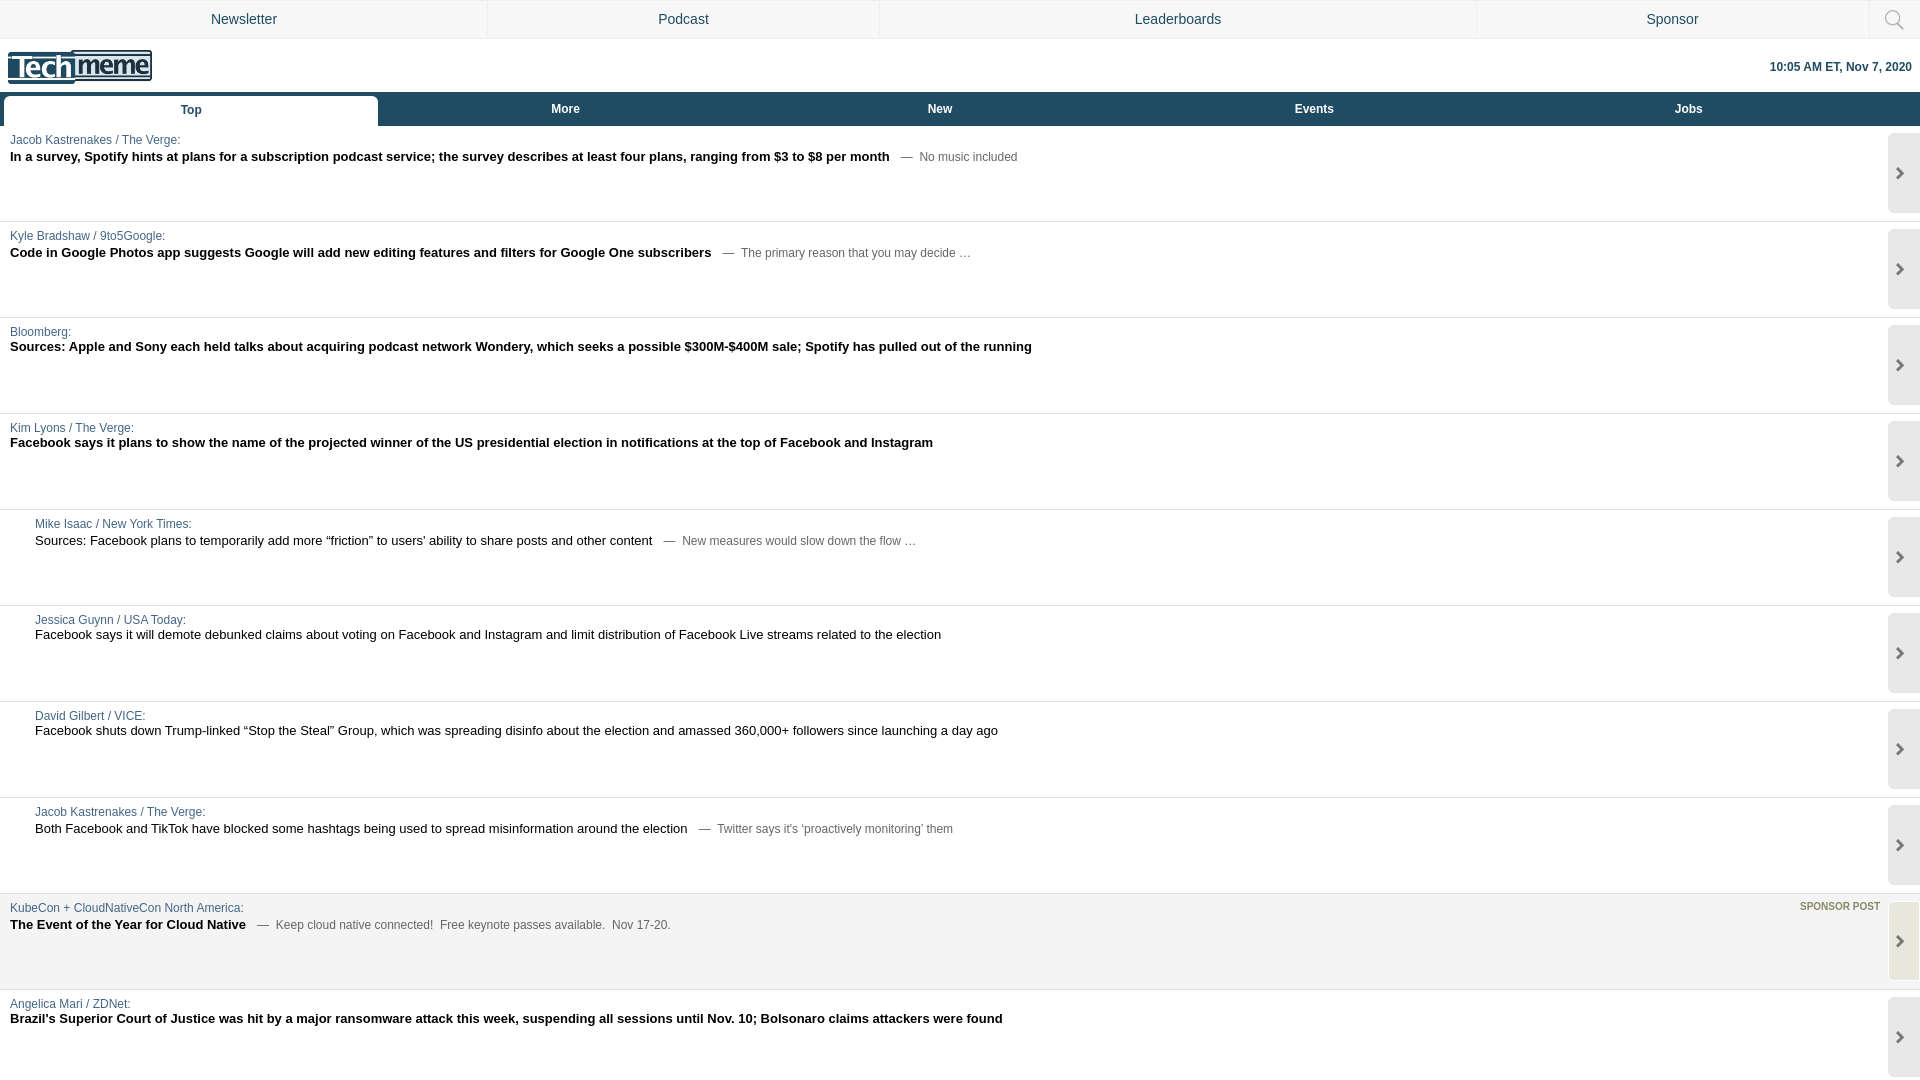 Newsletter
Podcast
Leaderboards
Sponsor
Techmeme
10:05 AM ET, Nov 7, 2020
Top
More
New
Events
Jobs
Jacob Kastrenakes / The Verge:
In a survey, Spotify hints at plans for a subscription podcast service; the survey describes at least four plans, ranging from $3 to $8 per month — No music included
Kyle Bradshaw / 9to5Google:
Code in Google Photos app suggests Google will add new editing features and filters for Google One subscribers — The primary reason that you may decide …
Bloomberg:
Sources: Apple and Sony each held talks about acquiring podcast network Wondery, which seeks a possible $300M-$400M sale; Spotify has pulled out of the running
Kim Lyons / The Verge:
Facebook says it plans to show the name of the projected winner of the US presidential election in notifications at the top of Facebook and Instagram
Mike Isaac / New York Times:
Sources: Facebook plans to temporarily add more “friction” to users' ability to share posts and other content — New measures would slow down the flow …
Jessica Guynn / USA Today:
Facebook says it will demote debunked claims about voting on Facebook and Instagram and limit distribution of Facebook Live streams related to the election
David Gilbert / VICE:
Facebook shuts down Trump-linked “Stop the Steal” Group, which was spreading disinfo about the election and amassed 360,000+ followers since launching a day ago
Jacob Kastrenakes / The Verge:
Both Facebook and TikTok have blocked some hashtags being used to spread misinformation around the election — Twitter says it's ‘proactively monitoring’ them
KubeCon + CloudNativeCon North America:
SPONSOR POST
The Event of the Year for Cloud Native — Keep cloud native connected! Free keynote passes available. Nov 17-20.
Angelica Mari / ZDNet:
Brazil's Superior Court of Justice was hit by a major ransomware attack this week, suspending all sessions until Nov. 10; Bolsonaro claims attackers were found